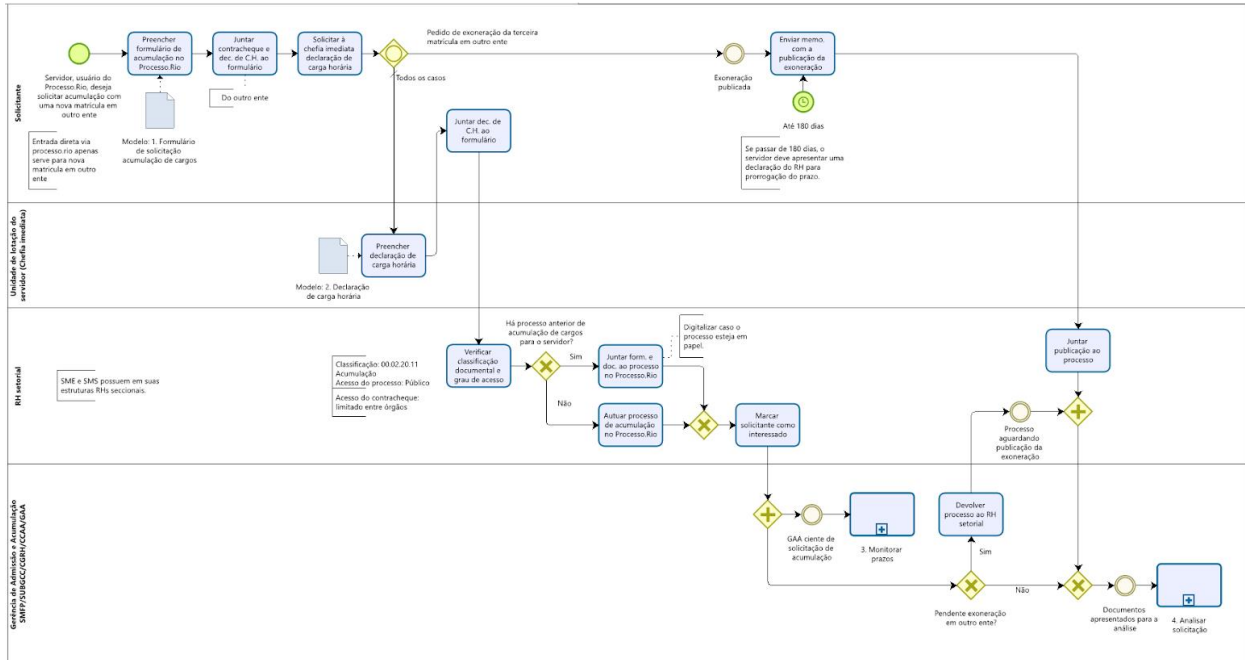 Solicitante
Servidor, usuário do
Processo.Rio, deseja
solicitar acumulação com
uma nova matricula em
outro ente
Entrada direta via
processo.rio apenas
serve para nova
matricula em outro
ente
Preencher
formulário de
acumulação no
Processo.Rio
Modelo: 1. Formulário
de solicitação
acumulação de cargos
Juntar
contracheque e
dec. de C.H. ao
formulário
Do outro ente
Solicitar à
chefia imediata
declaração de
carga horária
Pedido de exoneração da terceira
matrícula em outro ente
Todos os casos
Juntar dec. de
C.H. ao
formulário
Exoneração
publicada
Enviar memo.
com a
publicação da
exoneração
Até 180 dias
Se passar de 180 dias, o
servidor deve apresentar uma
declaração do RH para
prorrogação do prazo.
Unidade de lotação do
servidor (Chefia imediata)
Modelo: 2. Declaração
de carga horária
Preencher
declaração de
carga horária
RH setorial
SME e SMS possuem em suas
estruturas RHs seccionais.
Classificação: 00.02.20.11
Acumulação
Acesso do processo: Público
Acesso do contracheque:
limitado entre órgãos
Verificar
classificação
documental e
grau de acesso
Há processo anterior de
acumulação de cargos
para o servidor?
Sim
Não
Juntar form. e
doc. ao processo
no Processo.Rio
Digitalizar caso o
processo esteja em
papel.
Autuar processo
de acumulação
no Processo.Rio
Marcar
solicitante como
interessado
Juntar
publicação ao
processo
Processo
aguardando
publicação da
exoneração
Gerência de Admissão e Acumulação
SMFP/SUBGCC/CGRH/CCAA/GAA
GAA ciente de
solicitação de
acumulação
3. Monitorar
prazos
Devolver
processo ao RH
setorial
Sim
Pendente exoneração
em outro ente?
Não
Documentos
apresentados para a
análise
4. Analisar
solicitação